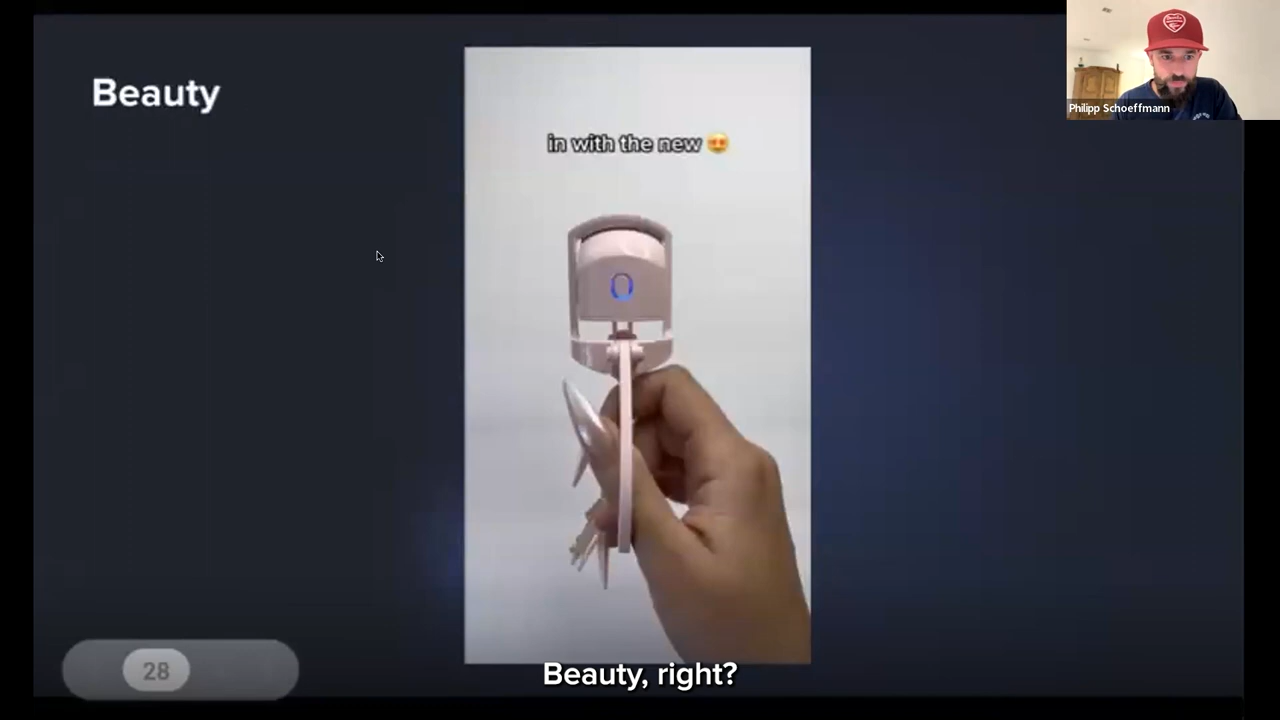 Beauty
in with the new 😍
Philipp Schoeffmann
28
Beauty, right?